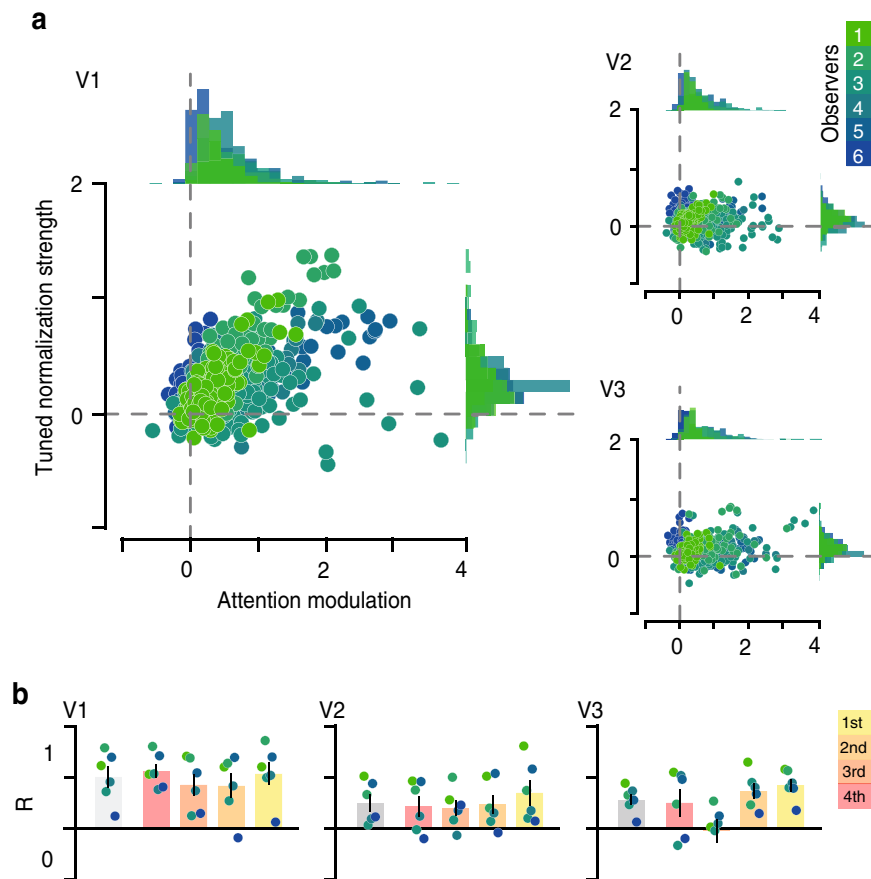 a
V1
Tuned normalization strength
2
0
0
2
4
Attention modulation
V2
2
0
0
2
4
Observers
1
2
3
4
5
6
V3
2
0
0
2
4
b
V1
V2
V3
R
1
0
1st
2nd
3rd
4th